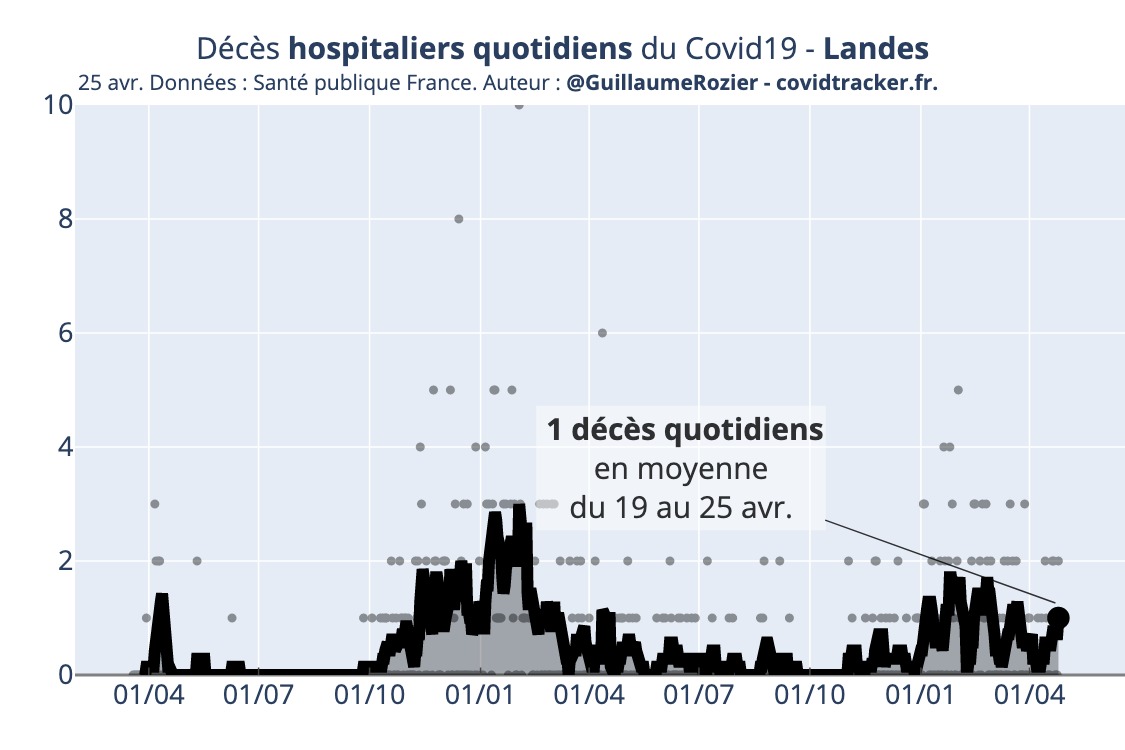 Décès hospitaliers quotidiens du Covid19 - Landes
25 avr. Données : Santé publique France. Auteur : @GuillaumeRozier - covidtracker.fr.
10
8
6
4
2
0
1 décès quotidiens
en moyenne
du 19 au 25 avr.
01/04 01/07 01/10 01/01 01/04 01/07 01/10 01/01 01/04